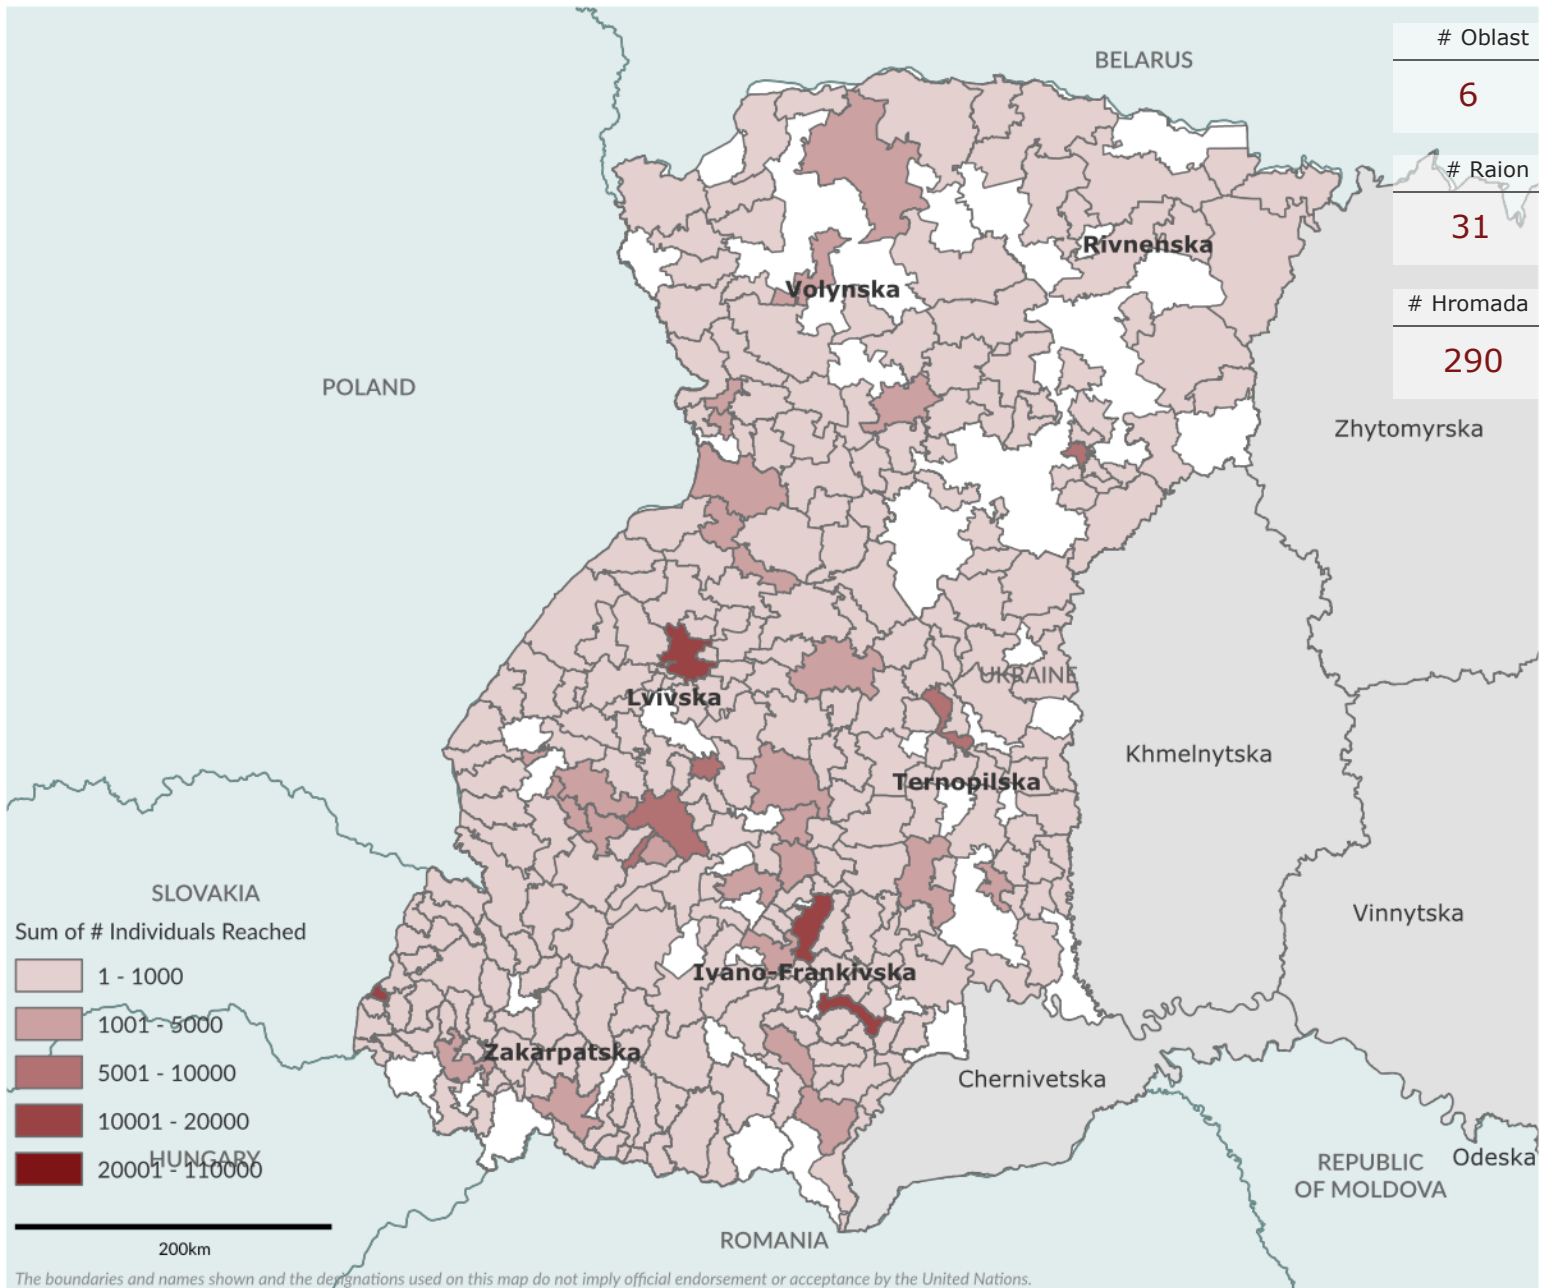 BELARUS
# Oblast
6
# Raion
31
# Hromada
290
Rivnenska
Volynska
POLAND
Zhytomyrska
UKRAINE
Lvivska
Khmelnytska
Ternopilska
SLOVAKIA
Vinnytska
Sum of # Individuals Reached
1 - 1000
1001 - 5000
5001 - 10000
10001 - 20000
20001 - 110000
HUNGARY
Ivano-Frankivska
Zakarpatska
Chernivetska
Odeska
REPUBLIC
OF MOLDOVA
ROMANIA
200km
The boundaries and names shown and the designations used on this map do not imply official endorsement or acceptance by the United Nations.